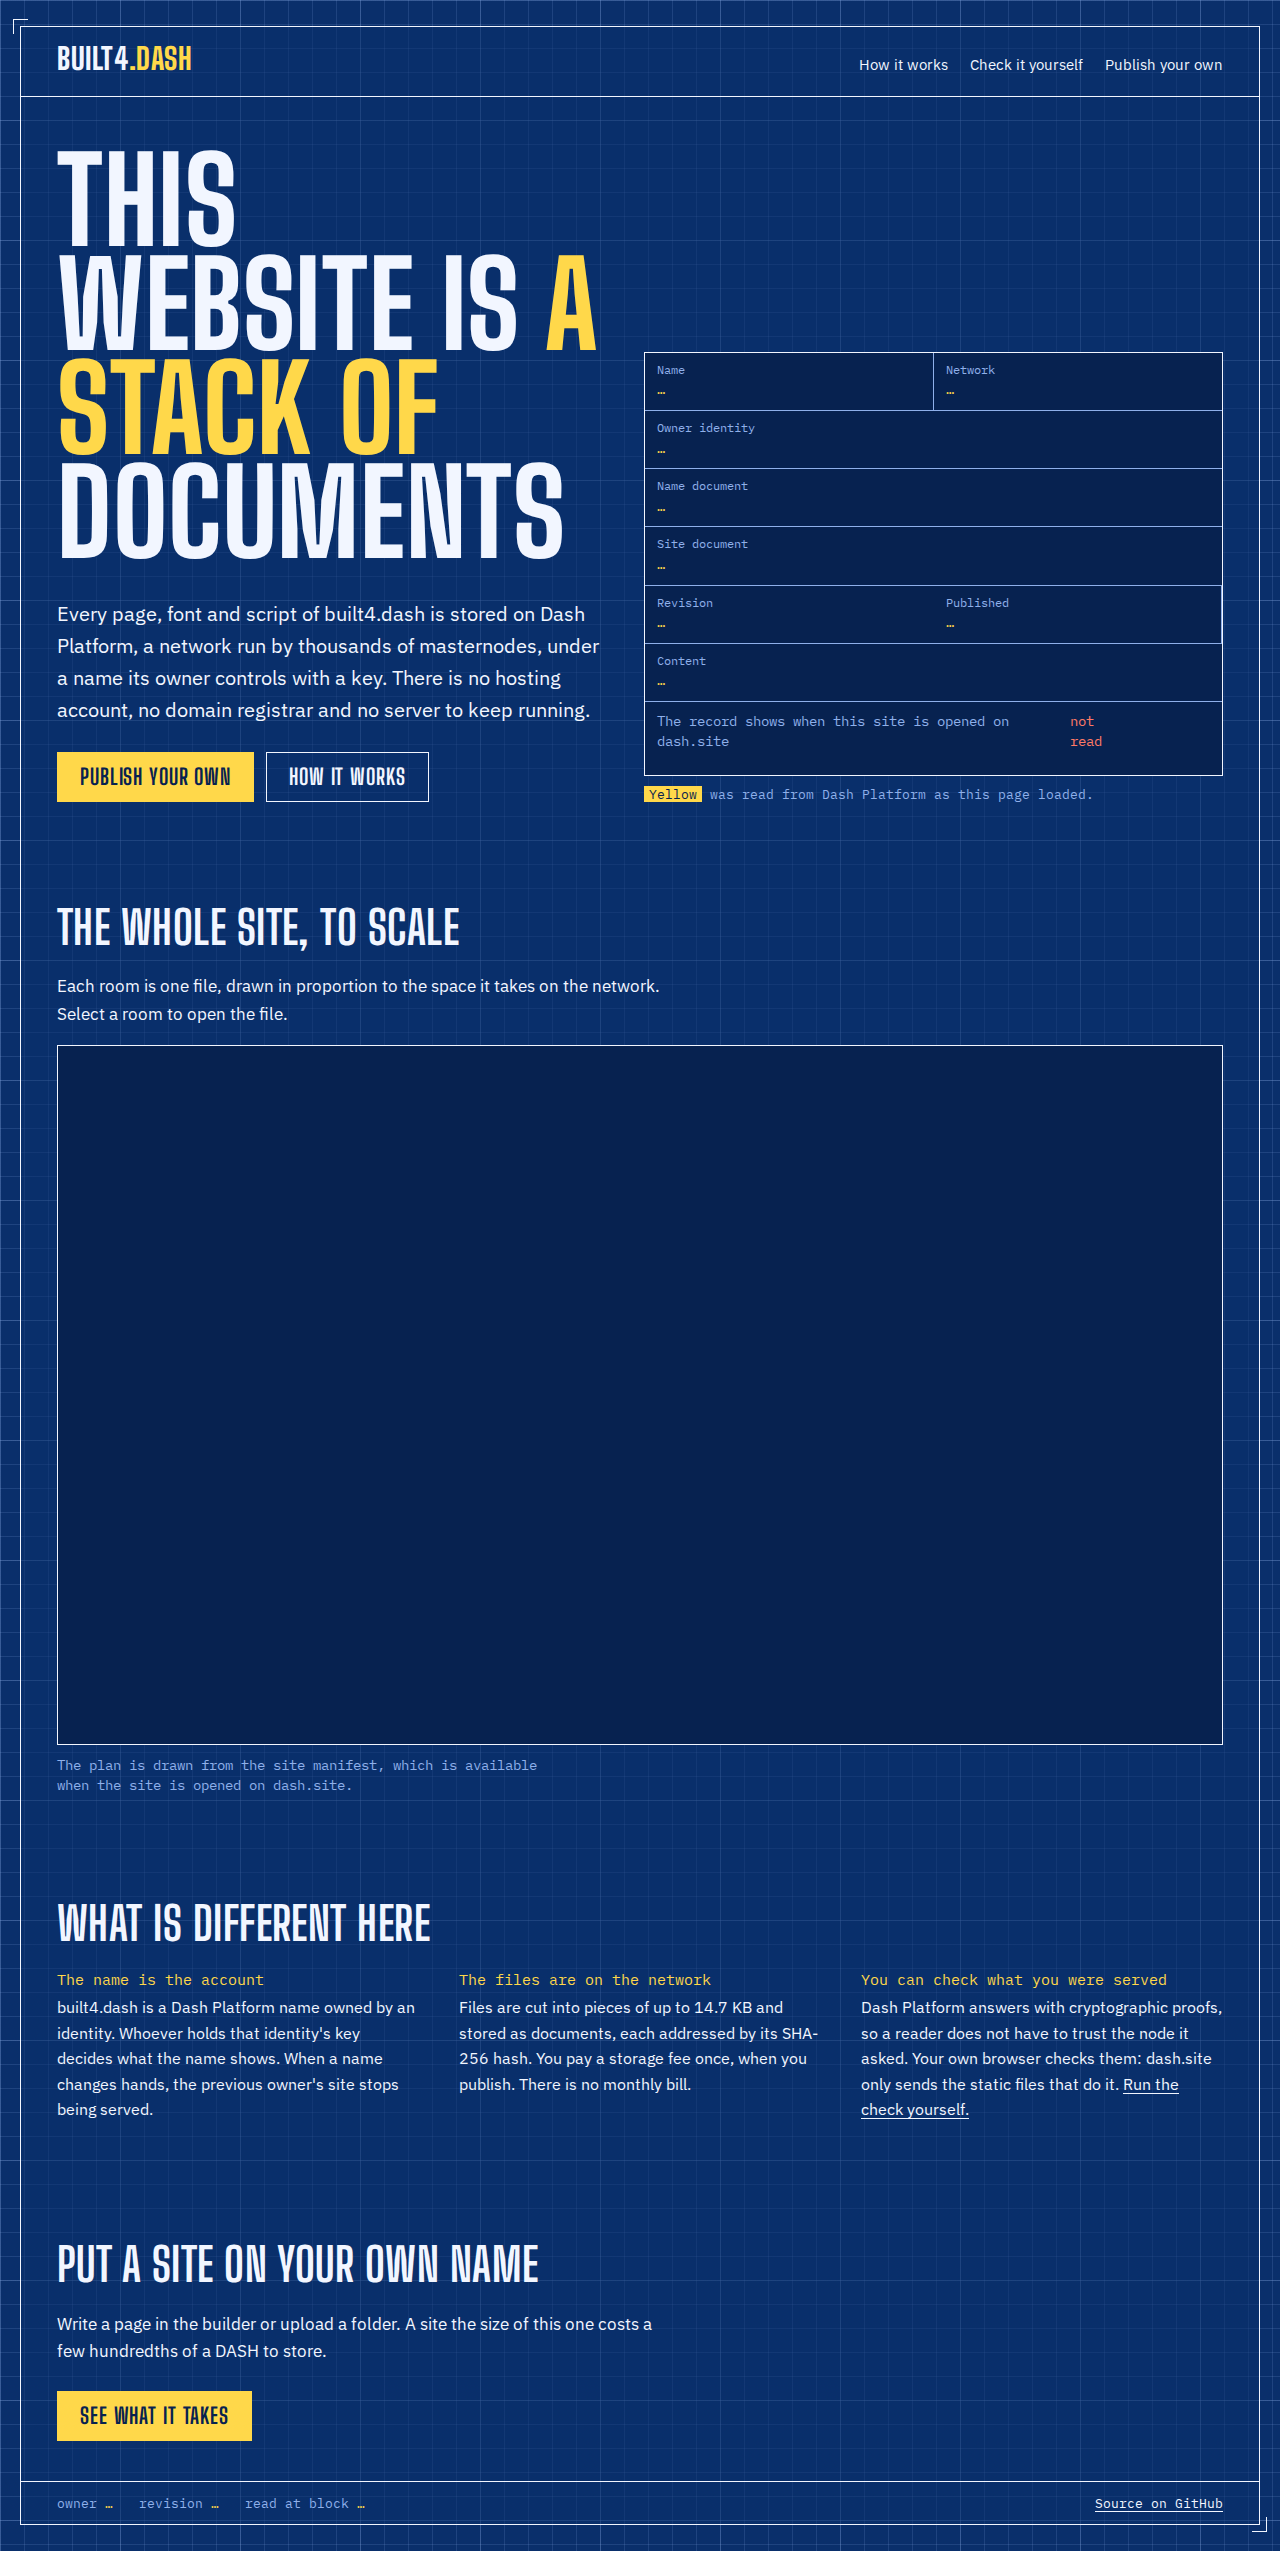 BUILT4.DASH
How it works Check it yourself Publish your own
THIS
WEBSITE IS A
STACK OF
DOCUMENTS
Every page, font and script of built4.dash is stored on Dash
Platform, a network run by thousands of masternodes, under
a name its owner controls with a key. There is no hosting
account, no domain registrar and no server to keep running.
PUBLISH YOUR OWN HOW IT WORKS
Name Network
… …
Owner identity
…
Name document
…
Site document
…
Revision Published
… …
Content
…
The record shows when this site is opened on not
dash.site read
Yellow was read from Dash Platform as this page loaded.
THE WHOLE SITE, TO SCALE
Each room is one file, drawn in proportion to the space it takes on the network.
Select a room to open the file.
The plan is drawn from the site manifest, which is available
when the site is opened on dash.site.
WHAT IS DIFFERENT HERE
The name is the account
built4.dash is a Dash Platform name owned by an
identity. Whoever holds that identity's key
decides what the name shows. When a name
changes hands, the previous owner's site stops
being served.
The files are on the network
Files are cut into pieces of up to 14.7 KB and
stored as documents, each addressed by its SHA-
256 hash. You pay a storage fee once, when you
publish. There is no monthly bill.
You can check what you were served
Dash Platform answers with cryptographic proofs,
so a reader does not have to trust the node it
asked. Your own browser checks them: dash.site
only sends the static files that do it. Run the
check yourself.
PUT A SITE ON YOUR OWN NAME
Write a page in the builder or upload a folder. A site the size of this one costs a
few hundredths of a DASH to store.
SEE WHAT IT TAKES
owner … revision … read at block … Source on GitHub